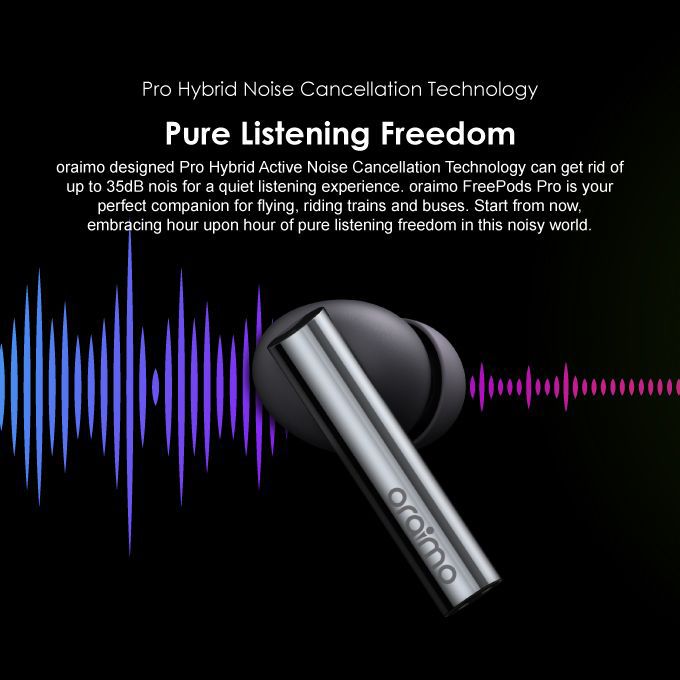 Pro Hybrid Noise Cancellation Technology
Pure Listening Freedom
oraimo designed Pro Hybrid Active Noise Cancellation Technology can get rid of
up to 35dB nois for a quiet listening experience. oraimo FreePods Pro is your
perfect companion for flying, riding trains and buses. Start from now,
embracing hour upon hour of pure listening freedom in this noisy world.
oraimo